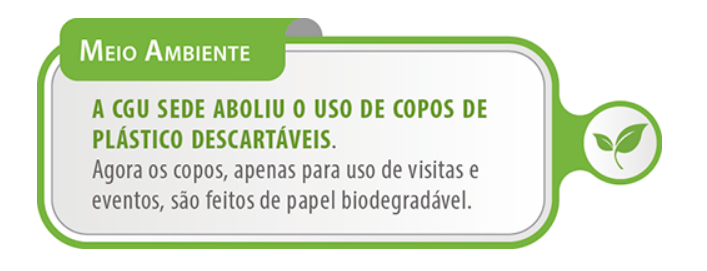 Meio Ambiente
A CGU SEDE ABOLIU O USO DE COPOS DE
PLÁSTICO DESCARTÁVEIS.
Agora os copos, apenas para uso de visitas e
eventos, são feitos de papel biodegradável.